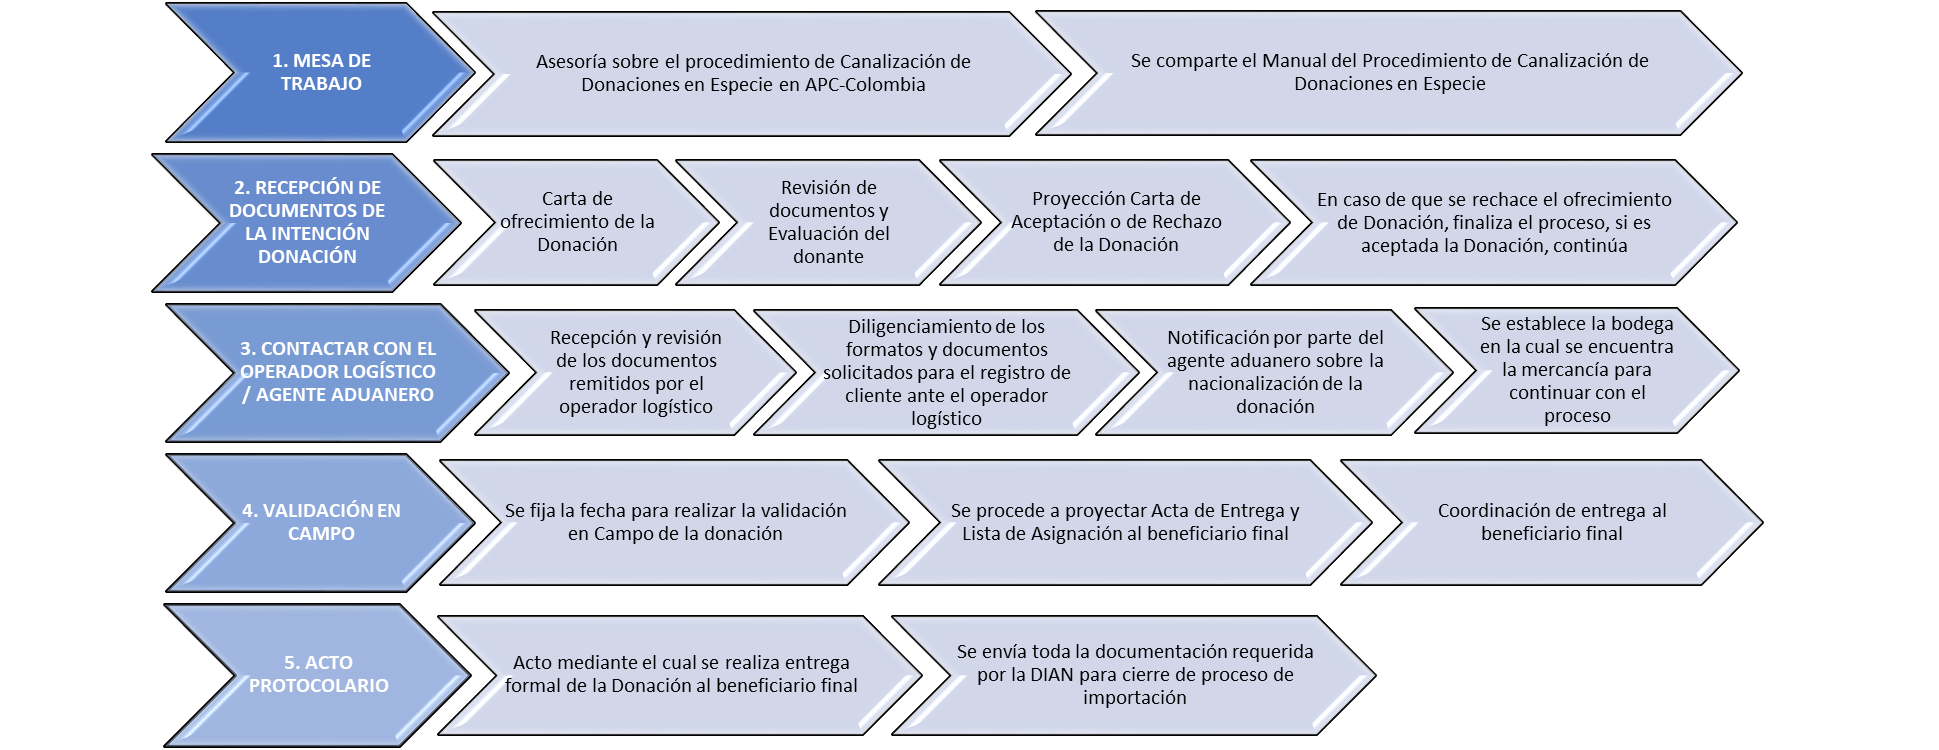 1. MESA DE
TRABAJO
Asesoría sobre el procedimiento de Canalización de
Donaciones en Especie en APC-Colombia
Se comparte el Manual del Procedimiento de Canalización de
Donaciones en Especie
2. RECEPCIÓN DE
DOCUMENTOS DE
LA INTENCIÓN
DONACIÓN
Carta de
ofrecimiento de la
Donación
Revisión de
documentos y
Evaluación del
donante
Proyección Carta de
Aceptación o de Rechazo
de la Donación
En caso de que se rechace el ofrecimiento
de Donación, finaliza el proceso, si es
aceptada la Donación, continúa
3. CONTACTAR CON EL
OPERADOR LOGÍSTICO
/ AGENTE ADUANERO
Recepción y revisión
de los documentos
remitidos por el
operador logístico
Diligenciamiento de los
formatos y documentos
solicitados para el registro de
cliente ante el operador
logístico
Notificación por parte del
agente aduanero sobre la
nacionalización de la
donación
Se establece la bodega
en la cual se encuentra
la mercancía para
continuar con el
proceso
4. VALIDACIÓN EN
CAMPO
Se fija la fecha para realizar la validación
en Campo de la donación
Se procede a proyectar Acta de Entrega y
Lista de Asignación al beneficiario final
Coordinación de entrega al
beneficiario final
5. ACTO
PROTOCOLARIO
Acto mediante el cual se realiza entrega
formal de la Donación al beneficiario final
Se envía toda la documentación requerida
por la DIAN para cierre de proceso de
importación